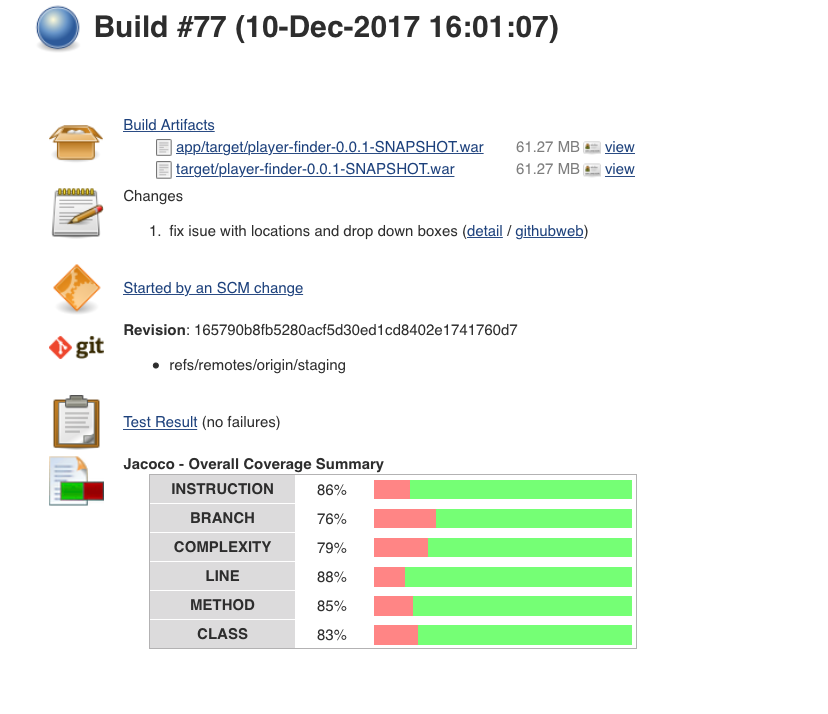 Build #77 (10-Dec-2017 16:01:07)
Build Artifacts
app/target/player-finder-0.0.1-SNAPSHOT.war 61.27 MB view
target/player-finder-0.0.1-SNAPSHOT.war 61.27 MB view
Changes
1. fix isue with locations and drop down boxes (detail / githubweb)
Started by an SCM change
Revision: 165790b8fb5280acf5d30ed1cd8402e1741760d7
git
• refs/remotes/origin/staging
Test Result (no failures)
Jacoco - Overall Coverage Summary
INSTRUCTION 86%
BRANCH 76%
COMPLEXITY 79%
LINE 88%
METHOD 85%
CLASS 83%